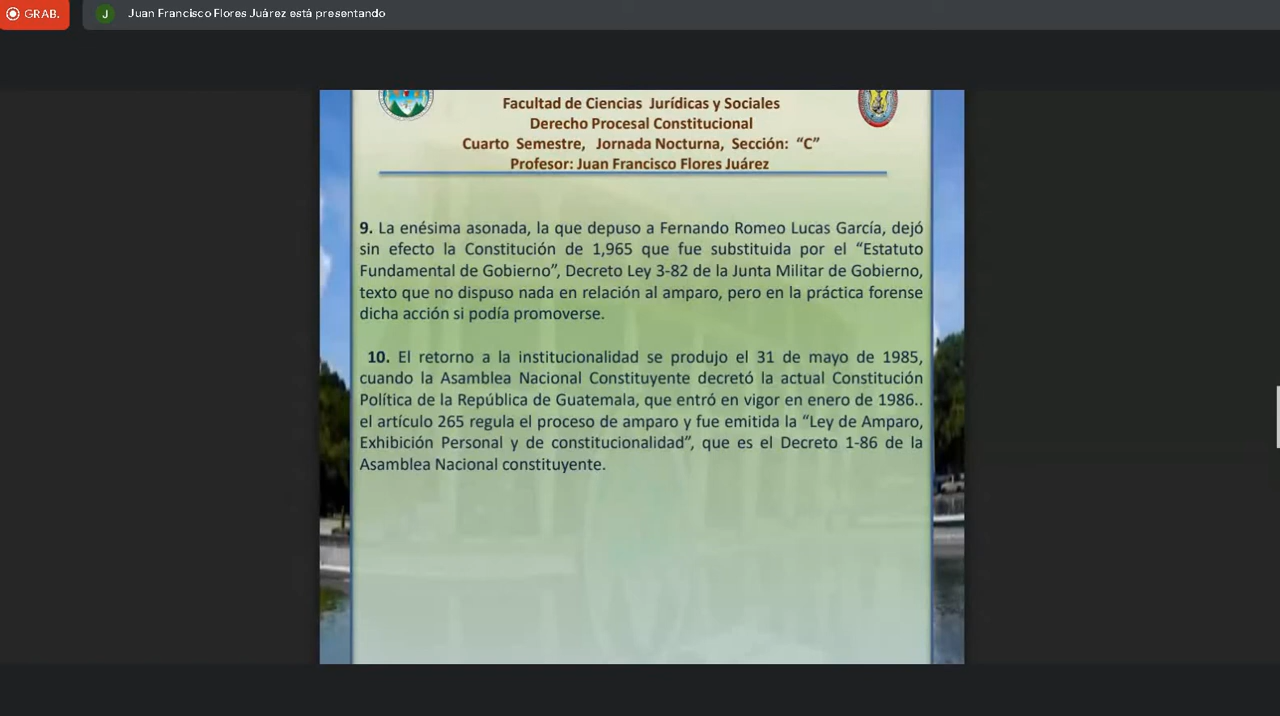 GRAB.
J
Juan Francisco Flores Juárez está presentando
Facultad de Ciencias Jurídicas y Sociales
Derecho Procesal Constitucional
Cuarto Semestre, Jornada Nocturna, Sección: “C”
Profesor: Juan Francisco Flores Juárez
9. La enésima asonada, la que depuso a Fernando Romeo Lucas García, dejó
sin efecto la Constitución de 1,965 que fue substituida por el “Estatuto
Fundamental de Gobierno”, Decreto Ley 3-82 de la Junta Militar de Gobierno,
texto que no dispuso nada en relación al amparo, pero en la práctica forense
dicha acción si podía promoverse.
10. El retorno a la institucionalidad se produjo el 31 de mayo de 1985,
cuando la Asamblea Nacional Constituyente decretó la actual Constitución
Política de la República de Guatemala, que entró en vigor en enero de 1986..
el artículo 265 regula el proceso de amparo y fue emitida la “Ley de Amparo,
Exhibición Personal y de constitucionalidad”, que es el Decreto 1-86 de la
Asamblea Nacional constituyente.